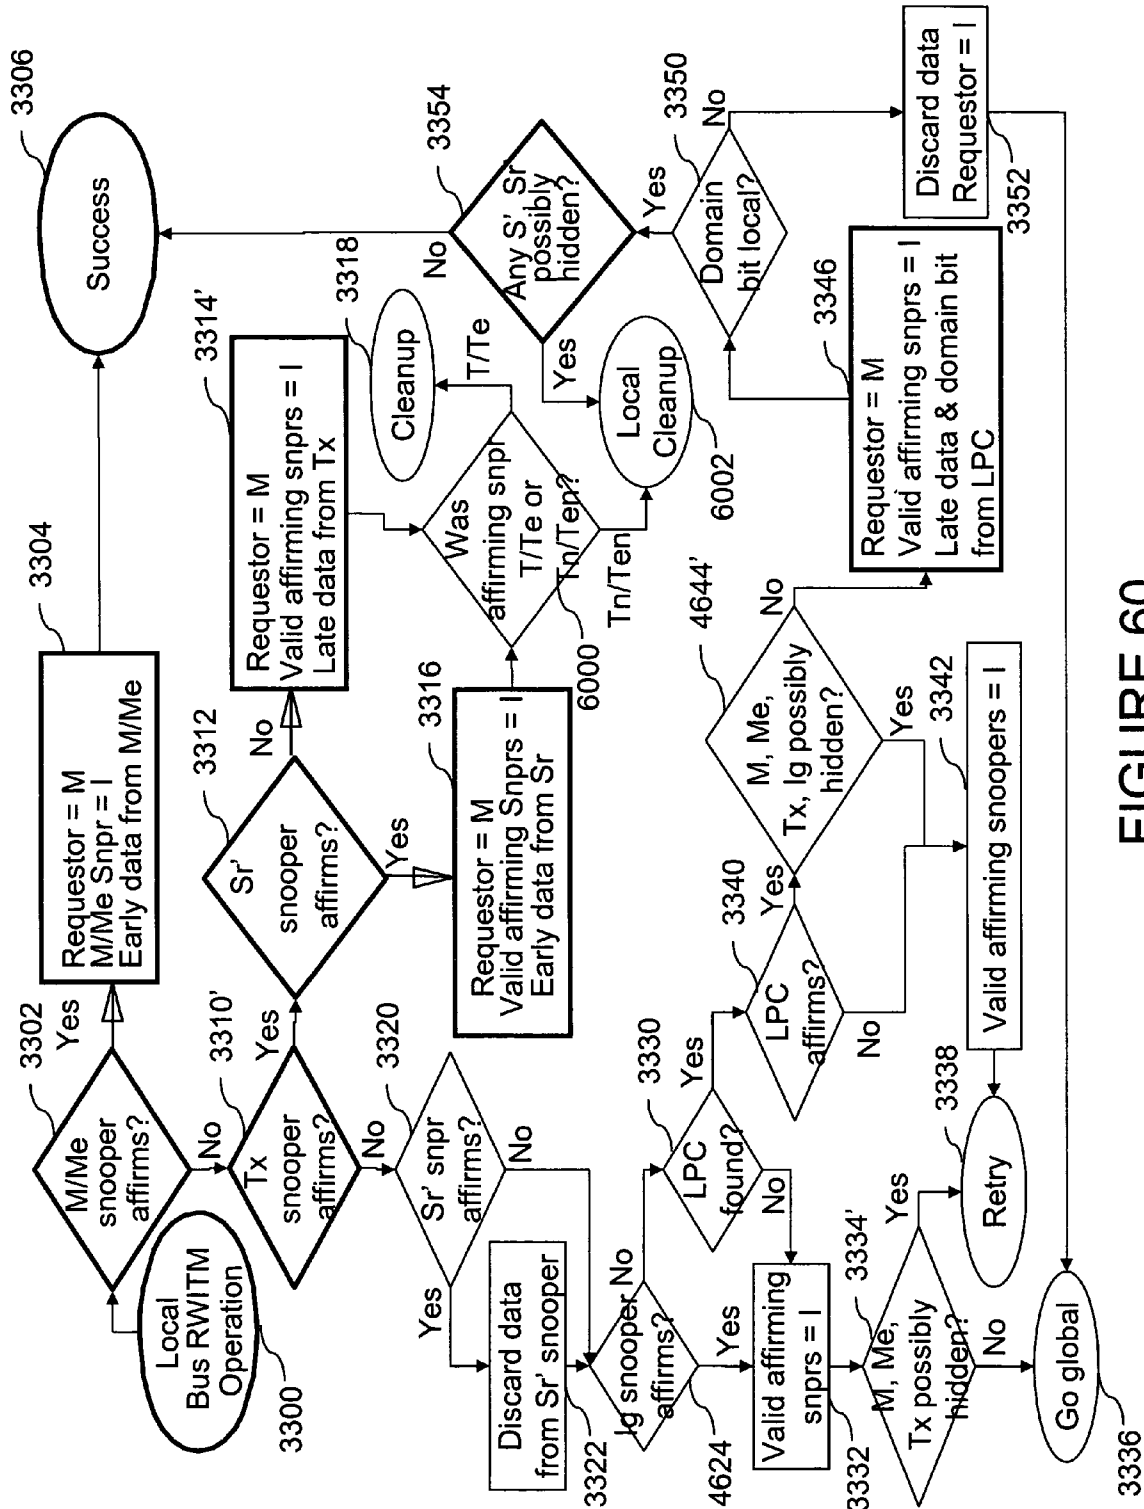 Local
Bus RWITM
Operation
3300
M/Me
snooper
affirms?
3302
Yes
No
Requestor = M
M/Me Snpr = I
Early data from M/Me
3304
Success
3306
Tx
snooper
affirms?
3310'
Yes
No
Sr'
snooper
affirms?
3312
No
Yes
Requestor = M
Valid affirming snprs = I
Late data from Tx
3314'
Requestor = M
Valid affirming Snprs = I
Early data from Sr
3316
Was
affirming snpr
T/Te or
Tn/Ten?
6000
T/Te
Tn/Ten
Cleanup
3318
Local
Cleanup
6002
Sr' snpr
affirms?
3320
Yes
No
Discard data
from Sr' snooper
3322
Ig snooper
affirms?
4624
No
Yes
LPC
found?
3330
Yes
No
Valid affirming
snprs = I
3332
M, Me,
Tx possibly
hidden?
3334'
Yes
No
Go global
3336
Retry
3338
LPC
affirms?
3340
Yes
No
M, Me,
Tx, Ig possibly
hidden?
4644'
No
Yes
Valid affirming snoopers = I
3342
Requestor = M
Valid affirming snprs = I
Late data & domain bit
from LPC
3346
Domain
bit local?
3350
Yes
No
Discard data
Requestor = I
3352
Any S' Sr
possibly
hidden?
3354
No
Yes
FIGURE 60